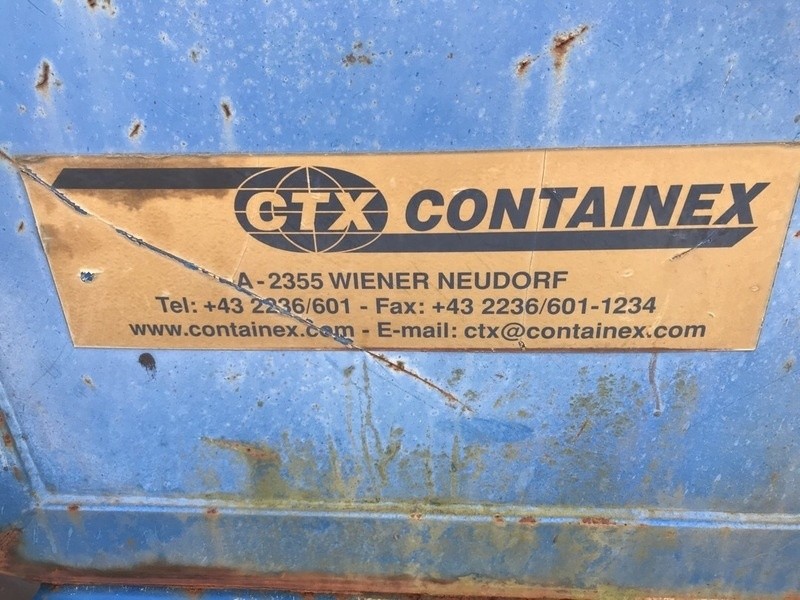 CTX CONTAINEX
A-2355 WIENER NEUDORF
Tel: +43 2236/601 - Fax: +43 2236/601-1234
www.containex.com - E-mail: ctx@containex.com